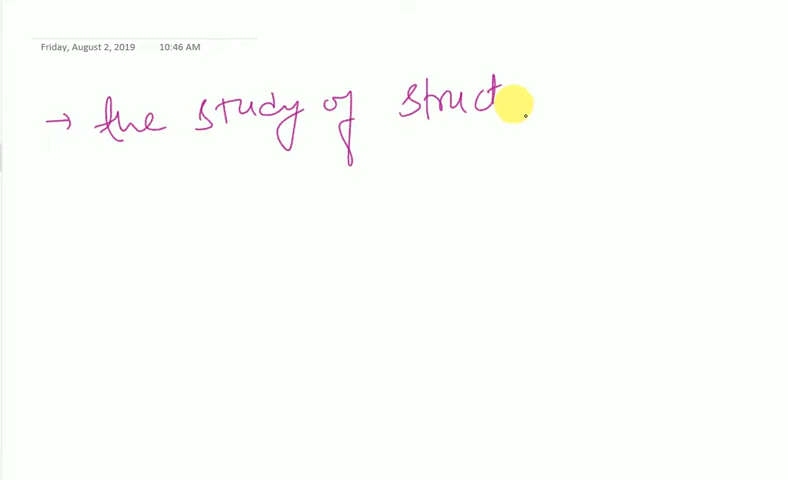 Friday, August 2, 2019 10:46 AM
→ the study of struct